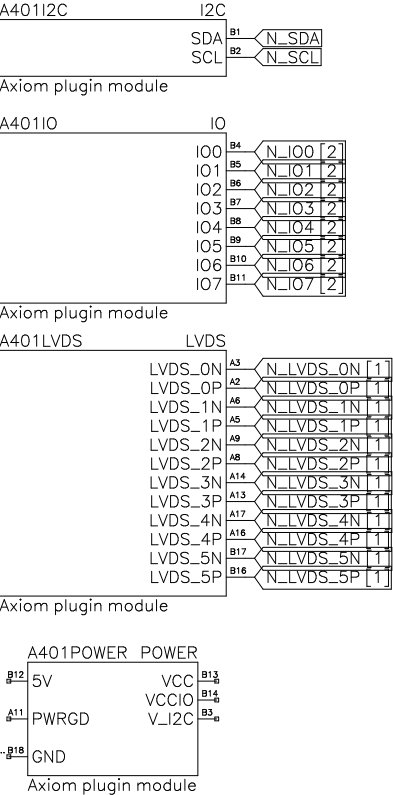 A401I2C I2C
SDA B1 N_SDA
SCL B2 N_SCL
Axiom plugin module
A401IO IO
IO0 B4 N_IO0 [2]
IO1 B5 N_IO1 [2]
IO2 B6 N_IO2 [2]
IO3 B7 N_IO3 [2]
IO4 B8 N_IO4 [2]
IO5 B9 N_IO5 [2]
IO6 B10 N_IO6 [2]
IO7 B11 N_IO7 [2]
Axiom plugin module
A401LVDS LVDS
LVDS_0N A3 N_LVDS_0N [1]
LVDS_0P A2 N_LVDS_0P [1]
LVDS_1N A6 N_LVDS_1N [1]
LVDS_1P A5 N_LVDS_1P [1]
LVDS_2N A9 N_LVDS_2N [1]
LVDS_2P A8 N_LVDS_2P [1]
LVDS_3N A14 N_LVDS_3N [1]
LVDS_3P A13 N_LVDS_3P [1]
LVDS_4N A17 N_LVDS_4N [1]
LVDS_4P A16 N_LVDS_4P [1]
LVDS_5N B17 N_LVDS_5N [1]
LVDS_5P B16 N_LVDS_5P [1]
Axiom plugin module
A401POWER POWER
B12 5V VCC B13
VCCIO B14
A11 PWRGD V_I2C B3
B18 GND
Axiom plugin module